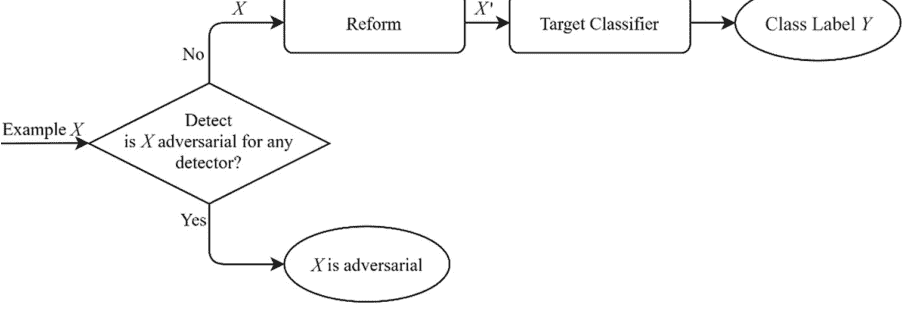 X
X'
Reform
Target Classifier
Class Label Y
No
Example X
Detect
is X adversarial for any
detector?
Yes
X is adversarial